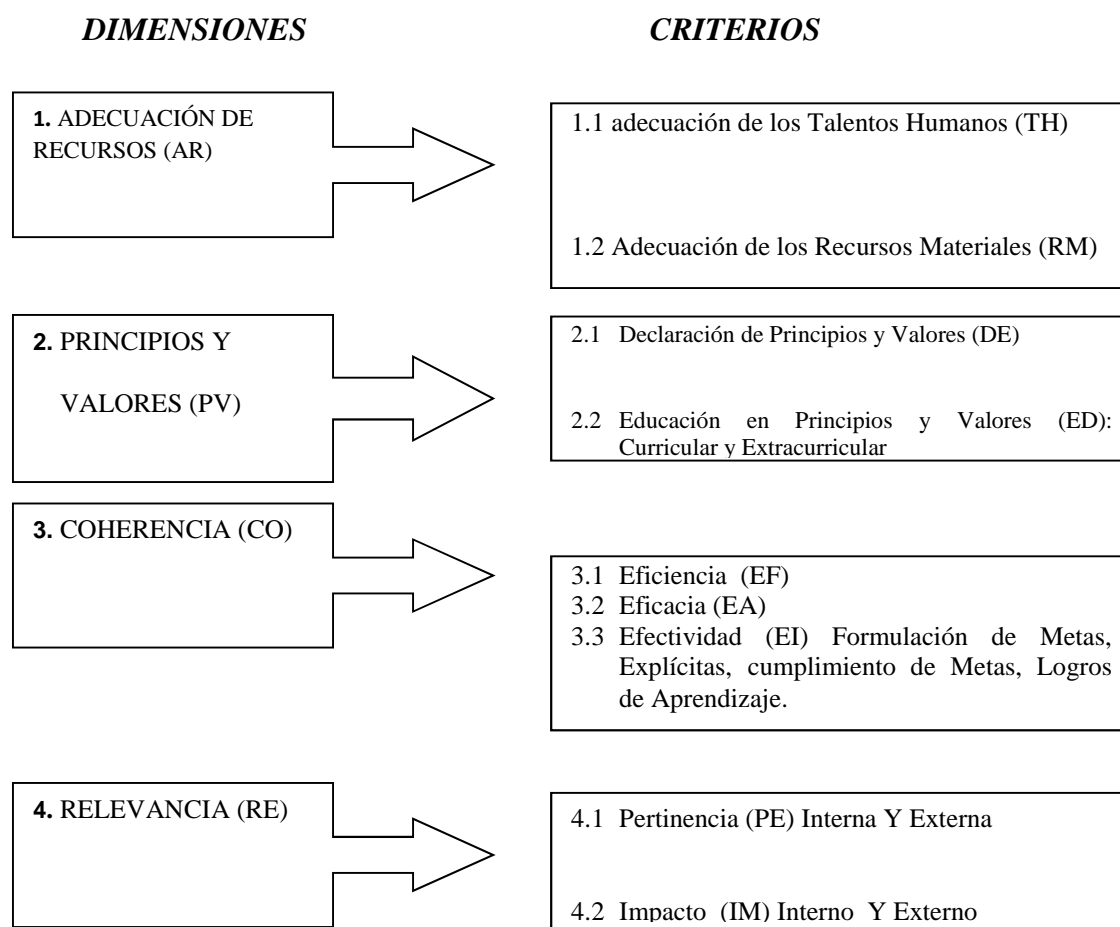 DIMENSIONES
CRITERIOS
1. ADECUACIÓN DE
RECURSOS (AR)
1.1 adecuación de los Talentos Humanos (TH)
1.2 Adecuación de los Recursos Materiales (RM)
2. PRINCIPIOS Y
VALORES (PV)
2.1 Declaración de Principios y Valores (DE)
2.2 Educación en Principios y Valores (ED):
Curricular y Extracurricular
3. COHERENCIA (CO)
3.1 Eficiencia (EF)
3.2 Eficacia (EA)
3.3 Efectividad (EI) Formulación de Metas,
Explícitas, cumplimiento de Metas, Logros
de Aprendizaje.
4. RELEVANCIA (RE)
4.1 Pertinencia (PE) Interna Y Externa
4.2 Impacto (IM) Interno Y Externo